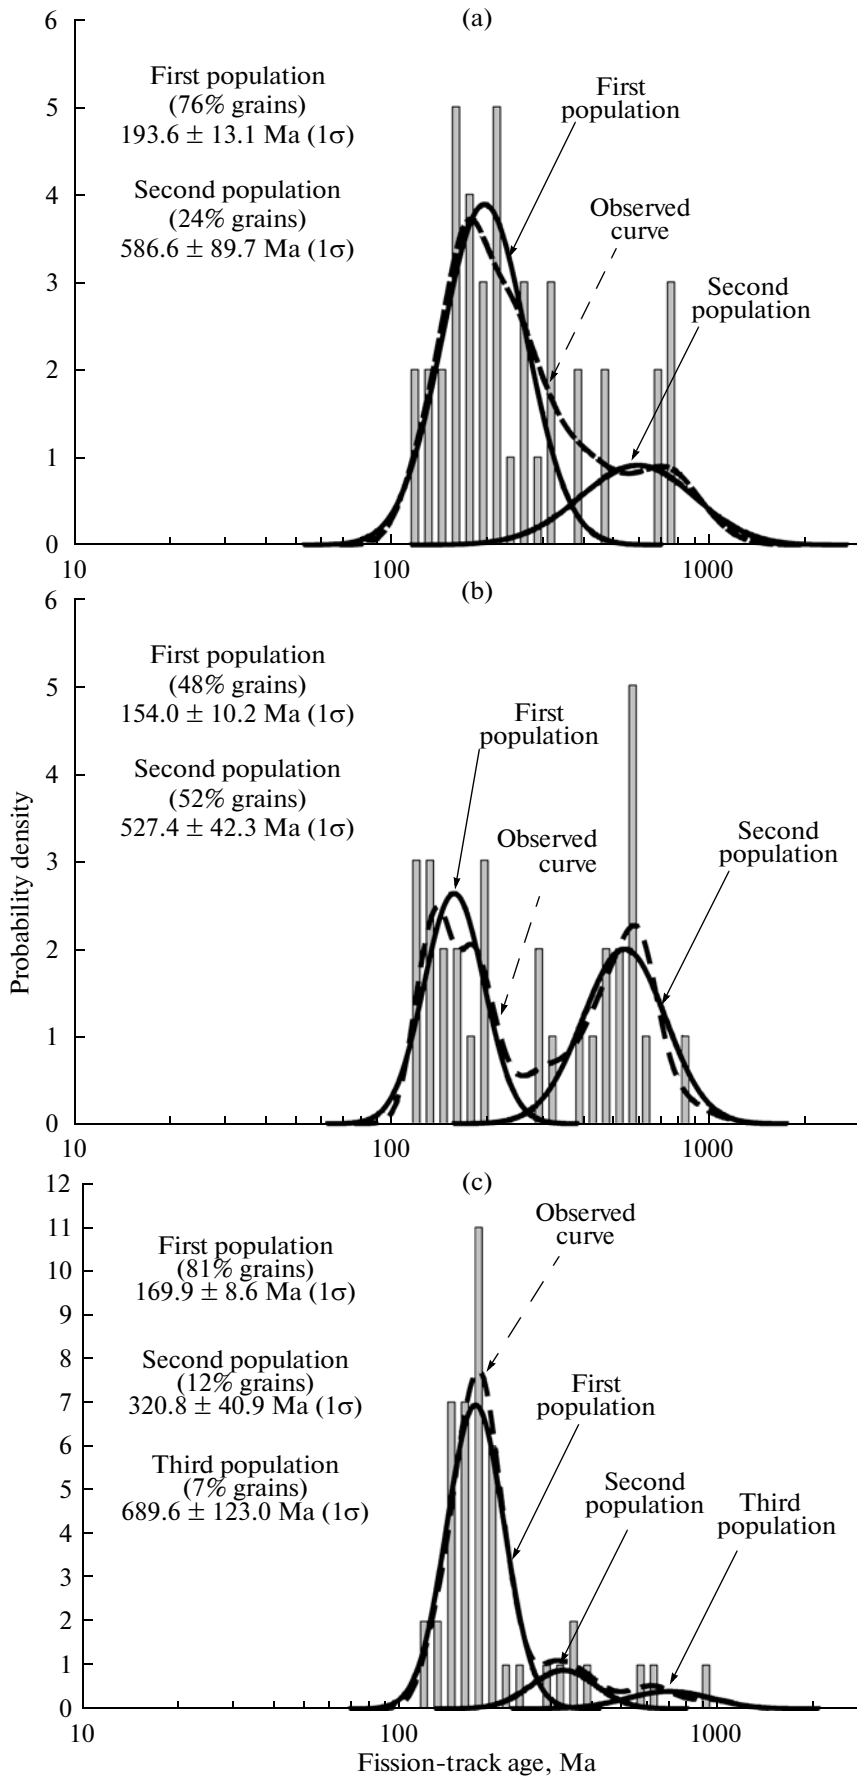 (a)
6
5
4
3
2
1
0
First population
(76% grains)
193.6 ± 13.1 Ma (1σ)
Second population
(24% grains)
586.6 ± 89.7 Ma (1σ)
First
population
Observed
curve
Second
population
10
100
1000
(b)
6
5
4
3
2
1
0
First population
(48% grains)
154.0 ± 10.2 Ma (1σ)
Second population
(52% grains)
527.4 ± 42.3 Ma (1σ)
First
population
Observed
curve
Second
population
Probability density
10
100
1000
(c)
12
11
10
9
8
7
6
5
4
3
2
1
0
First population
(81% grains)
169.9 ± 8.6 Ma (1σ)
Second population
(12% grains)
320.8 ± 40.9 Ma (1σ)
Third population
(7% grains)
689.6 ± 123.0 Ma (1σ)
Observed
curve
First
population
Second
population
Third
population
10
100
1000
Fission-track age, Ma